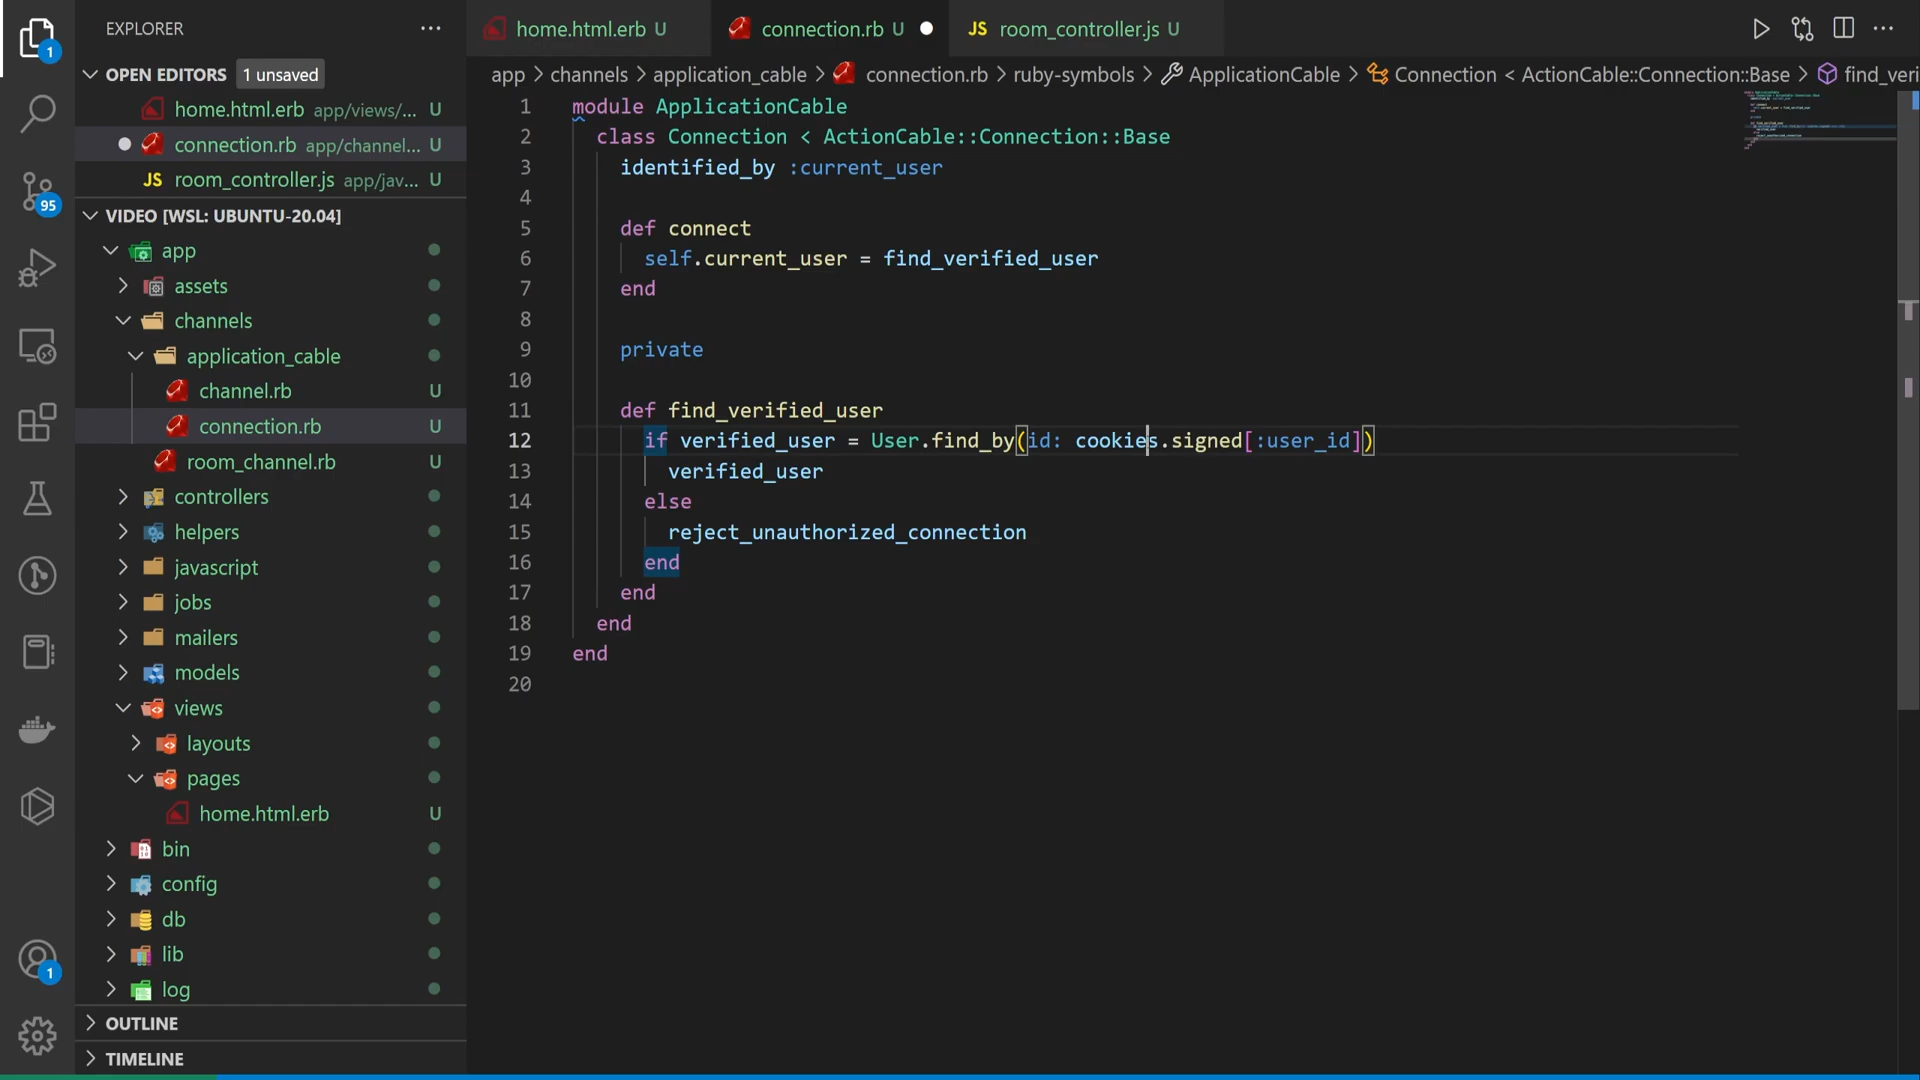 EXPLORER
OPEN EDITORS 1 unsaved
home.html.erb app/views/... U
connection.rb app/channel... U
JS room_controller.js app/jav... U
VIDEO [WSL: UBUNTU-20.04]
app
assets
channels
application_cable
channel.rb U
connection.rb U
room_channel.rb U
controllers
helpers
javascript
jobs
mailers
models
views
layouts
pages
home.html.erb U
bin
config
db
lib
log
OUTLINE
TIMELINE
1
95
1
home.html.erb U
connection.rb U
JS room_controller.js U
app > channels > application_cable > connection.rb > ruby-symbols > ApplicationCable > Connection < ActionCable::Connection::Base > find_veri
1 module ApplicationCable
2 class Connection < ActionCable::Connection::Base
3 identified_by :current_user
4
5 def connect
6 self.current_user = find_verified_user
7 end
8
9 private
10
11 def find_verified_user
12 if verified_user = User.find_by(id: cookies.signed[:user_id])
13 verified_user
14 else
15 reject_unauthorized_connection
16 end
17 end
18 end
19 end
20